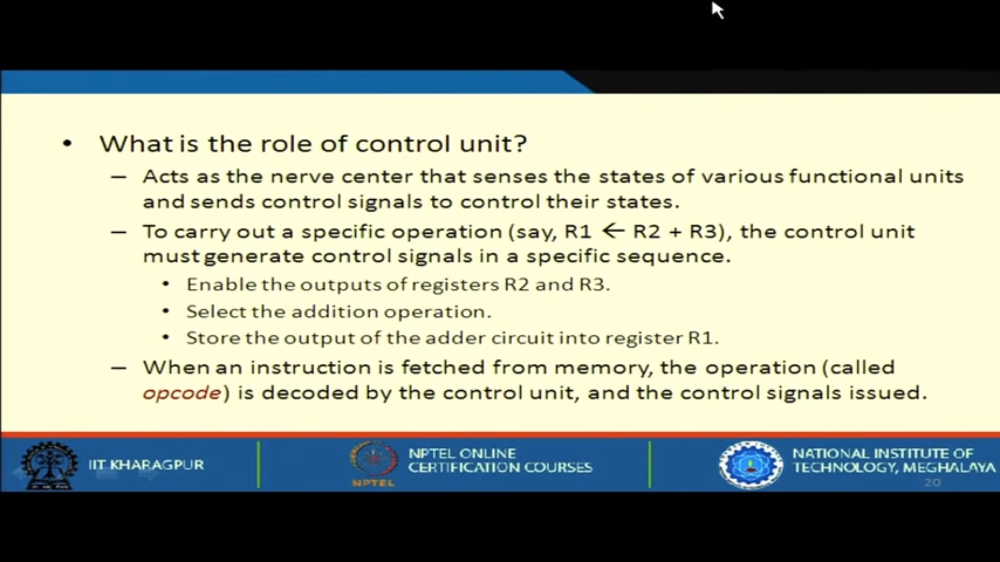 • What is the role of control unit?
– Acts as the nerve center that senses the states of various functional units
and sends control signals to control their states.
– To carry out a specific operation (say, R1 ← R2 + R3), the control unit
must generate control signals in a specific sequence.
• Enable the outputs of registers R2 and R3.
• Select the addition operation.
• Store the output of the adder circuit into register R1.
– When an instruction is fetched from memory, the operation (called
opcode) is decoded by the control unit, and the control signals issued.
IIT KHARAGPUR
NPTEL
NPTEL ONLINE
CERTIFICATION COURSES
NATIONAL INSTITUTE OF
TECHNOLOGY, MEGHALAYA
20